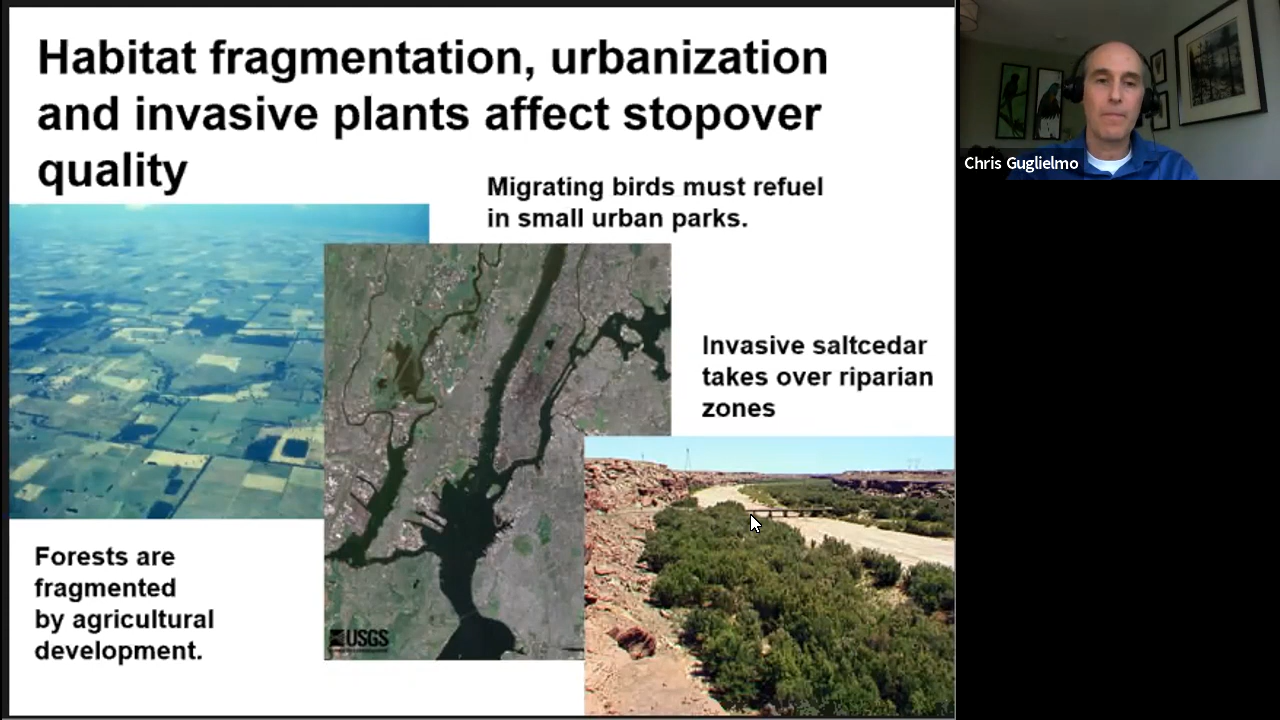 Habitat fragmentation, urbanization
and invasive plants affect stopover
quality
Migrating birds must refuel
in small urban parks.
Invasive saltcedar
takes over riparian
zones
Forests are
fragmented
by agricultural
development.
USGS
Chris Guglielmo